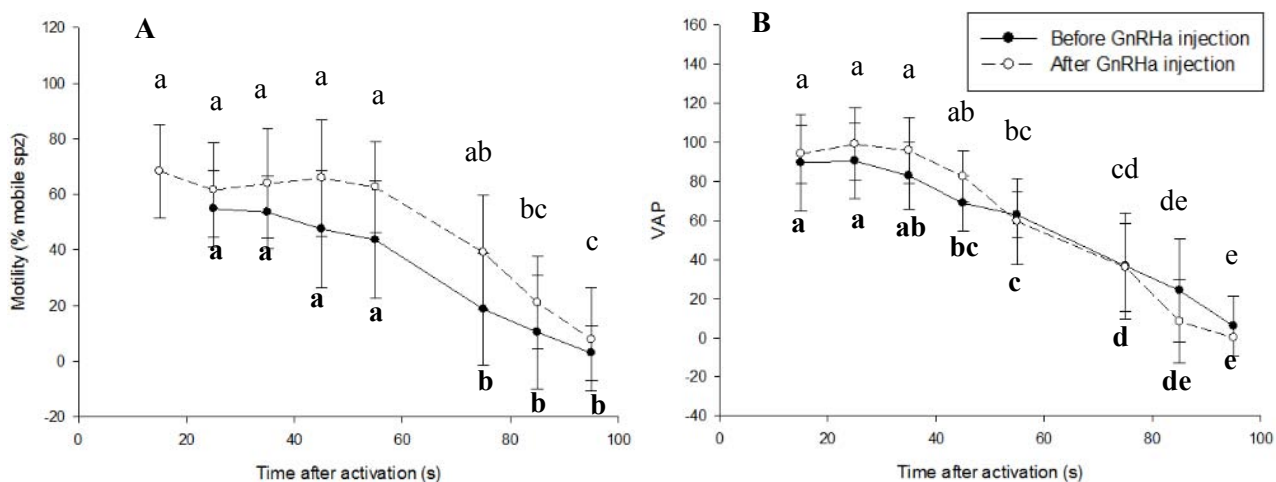 A
120
100
80
60
40
20
0
-20
Motility (% mobile spz)
a
a
a
a
a
ab
bc
c
a
a
a
a
b
b
b
0 20 40 60 80 100
Time after activation (s)
B
Before GnRHa injection
After GnRHa injection
160
140
120
100
80
60
40
20
0
-20
-40
VAP
a
a
a
ab
bc
cd
de
e
a
a
ab
bc
c
d
de
e
0 20 40 60 80 100
Time after activation (s)